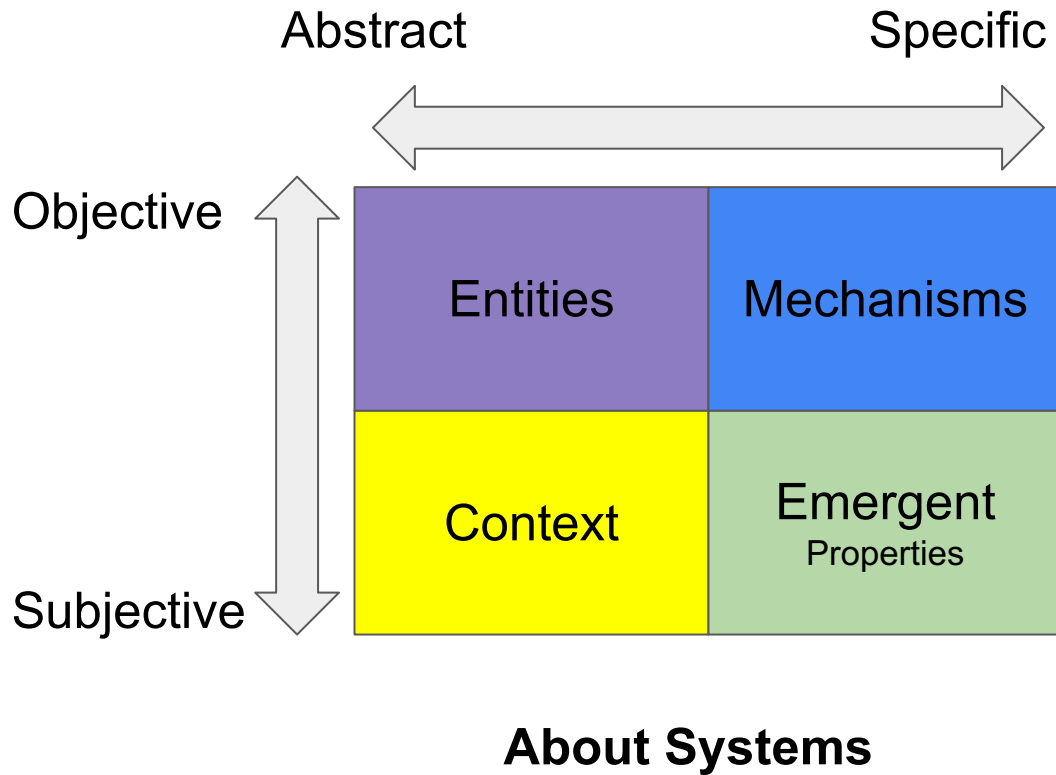 Abstract Specific
Objective
Entities Mechanisms
Context Emergent
Properties
Subjective
About Systems